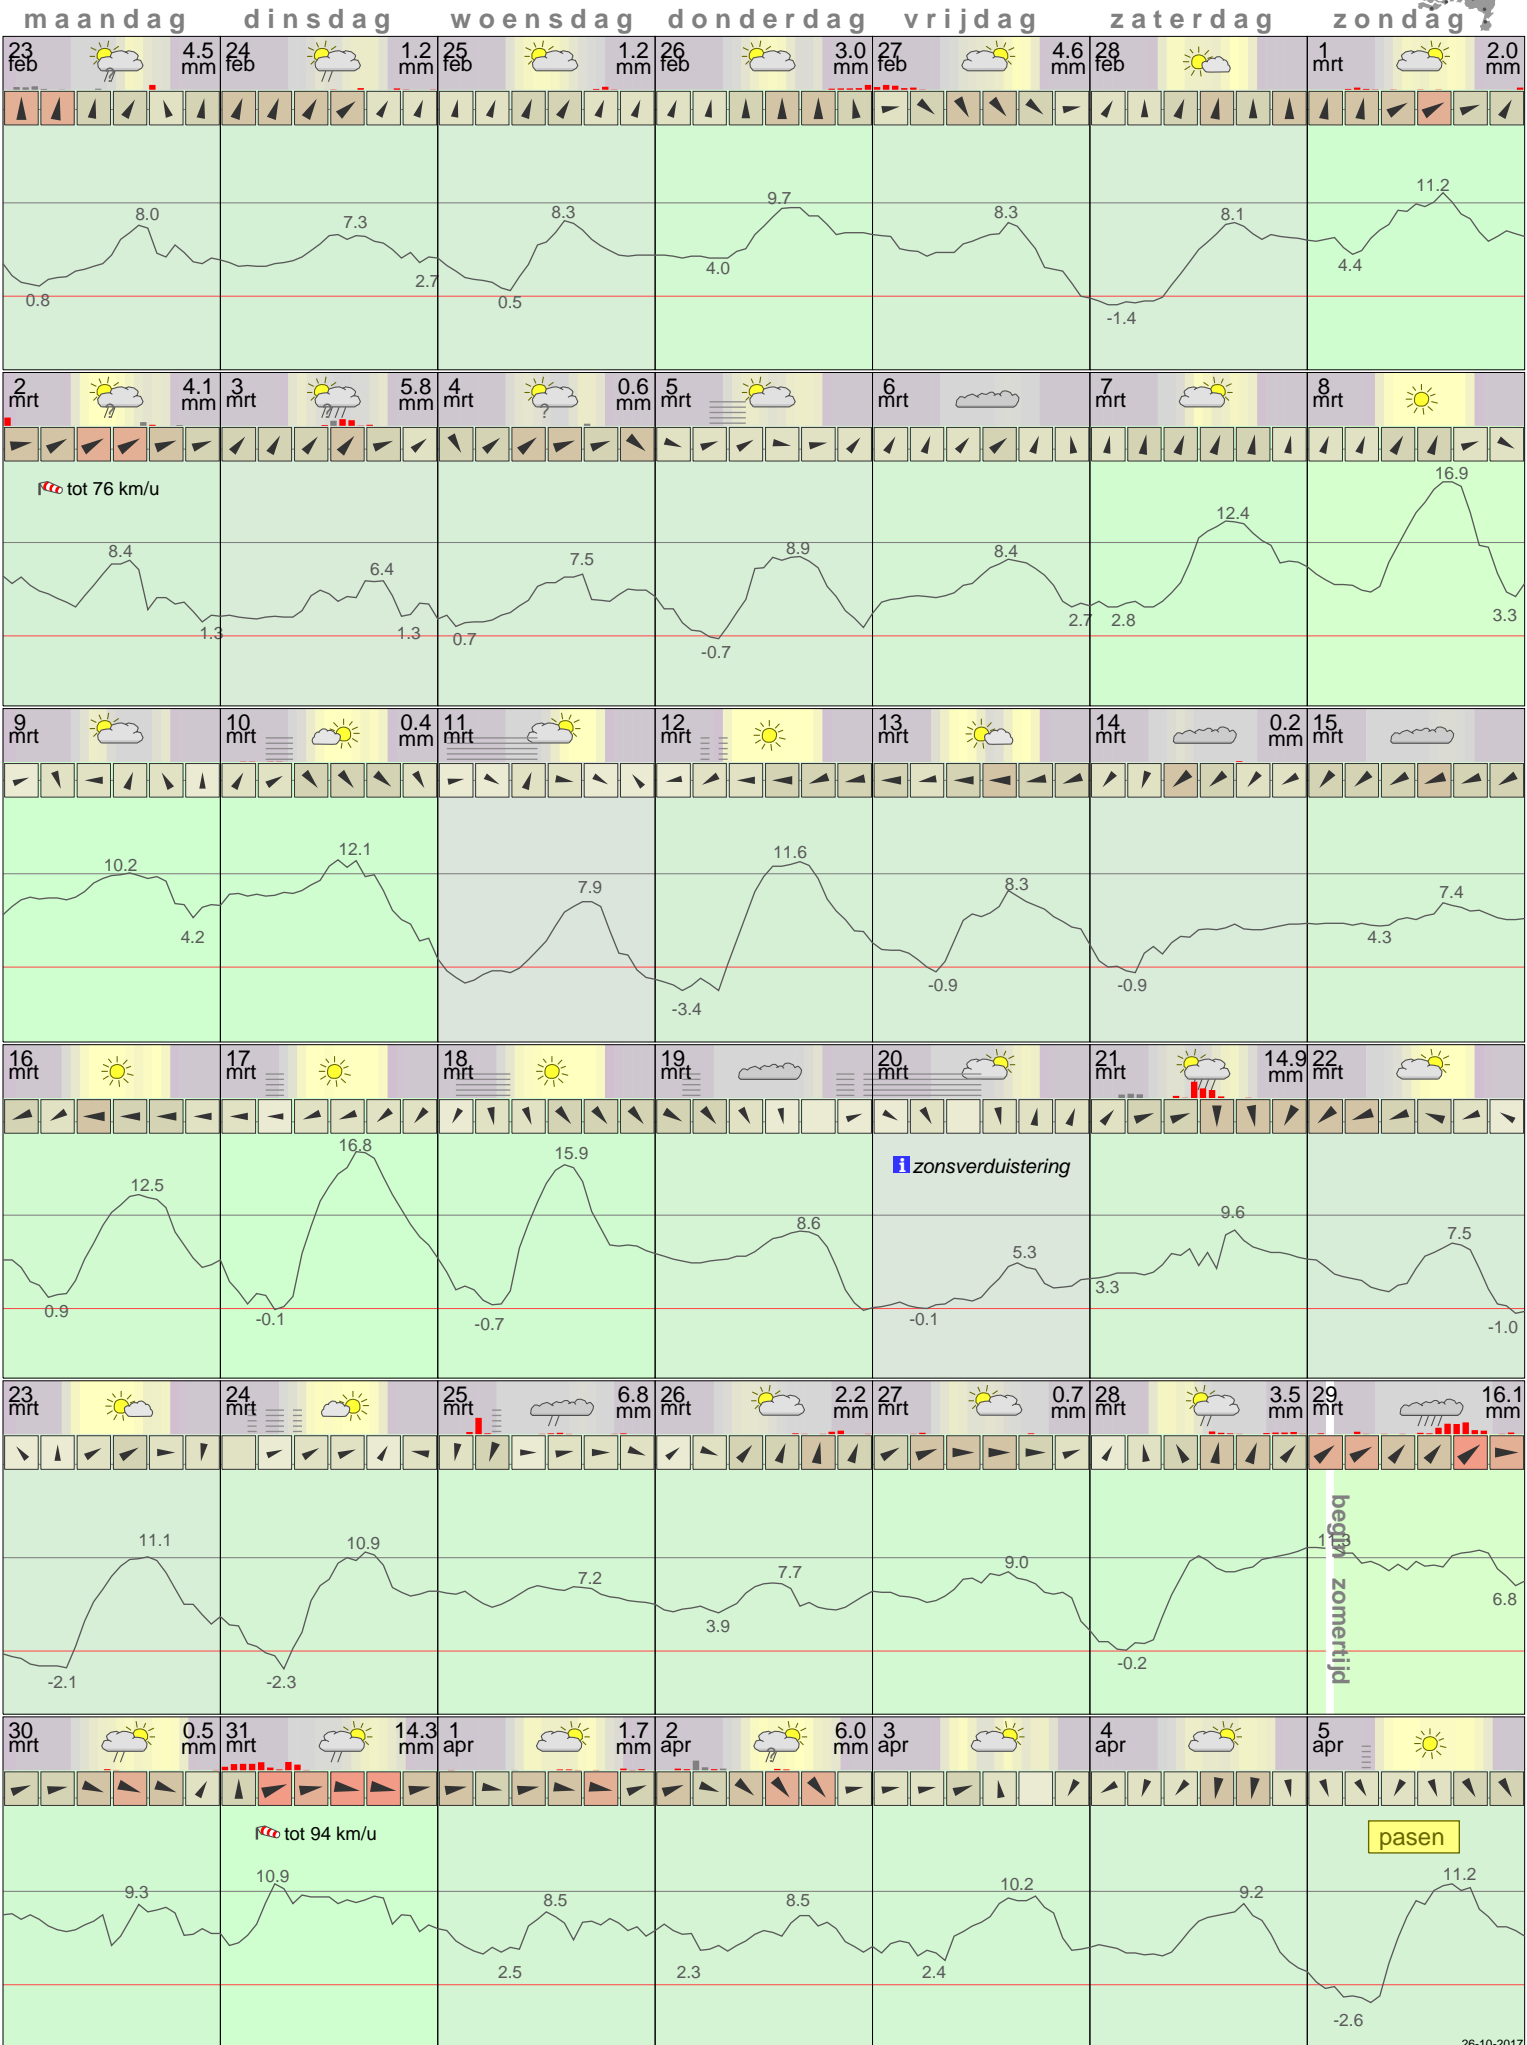 maandag dinsdag woensdag donderdag vrijdag zaterdag zondag
23 feb 4.5 mm 24 feb 1.2 mm 25 feb 1.2 mm 26 feb 3.0 mm 27 feb 4.6 mm 28 feb 1 mrt 2.0 mm
8.0 0.8 7.3 2.7 8.3 0.5 9.7 4.0 8.3 8.1 -1.4 11.2 4.4
2 mrt 4.1 mm 3 mrt 5.8 mm 4 mrt 0.6 mm 5 mrt 6 mrt 7 mrt 8 mrt
? ? ?
tot 76 km/u
8.4 1.3 6.4 1.3 7.5 0.7 8.9 -0.7 8.4 2.7 12.4 2.8 16.9 3.3
9 mrt 10 mrt 0.4 mm 11 mrt 12 mrt 13 mrt 14 mrt 0.2 mm 15 mrt
10.2 4.2 12.1 7.9 11.6 -3.4 8.3 -0.9 -0.9 7.4 4.3
16 mrt 17 mrt 18 mrt 19 mrt 20 mrt 21 mrt 14.9 mm 22 mrt
i zonsverduistering
12.5 0.9 16.8 -0.1 15.9 -0.7 8.6 5.3 -0.1 9.6 3.3 7.5 -1.0
23 mrt 24 mrt 25 mrt 6.8 mm 26 mrt 2.2 mm 27 mrt 0.7 mm 28 mrt 3.5 mm 29 mrt 16.1 mm
begin zomertijd
11.1 -2.1 10.9 -2.3 7.2 7.7 3.9 9.0 -0.2 11.3 6.8
30 mrt 0.5 mm 31 mrt 14.3 mm 1 apr 1.7 mm 2 apr 6.0 mm 3 apr 4 apr 5 apr
tot 94 km/u
pasen
9.3 10.9 8.5 2.5 8.5 2.3 10.2 2.4 9.2 11.2 -2.6
26-10-2017